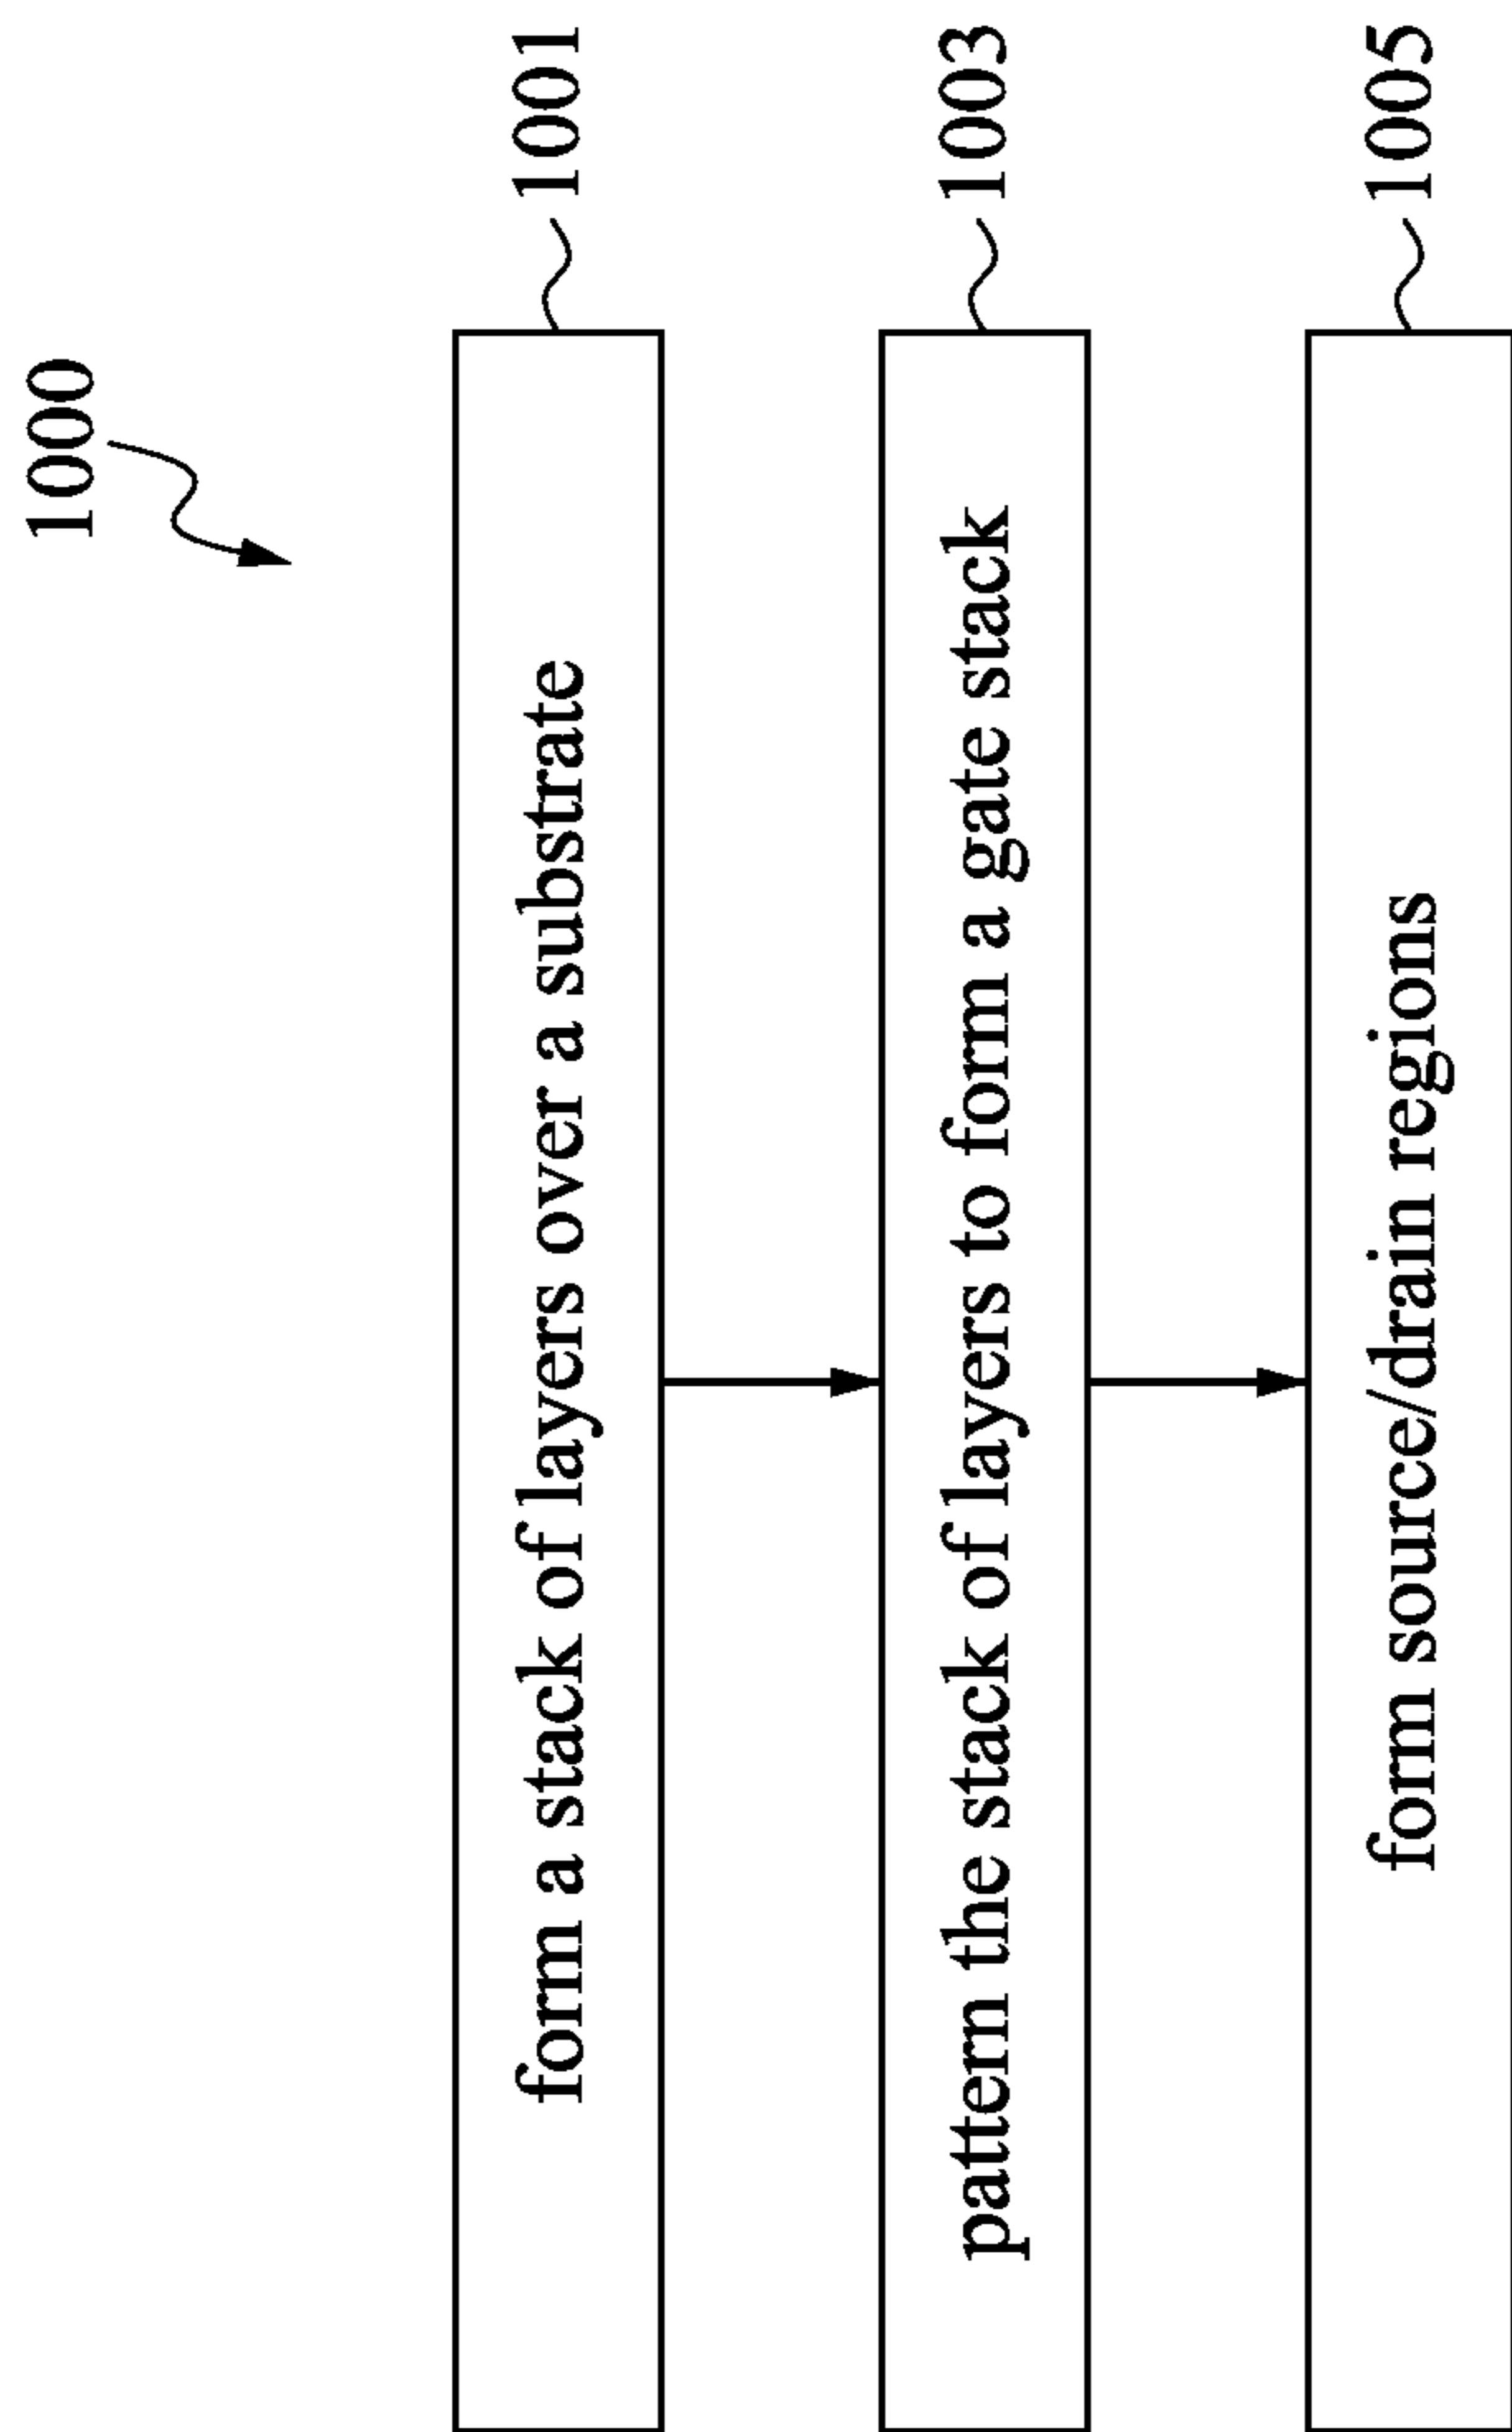 1000
form a stack of layers over a substrate
1001
pattern the stack of layers to form a gate stack
1003
form source/drain regions
1005